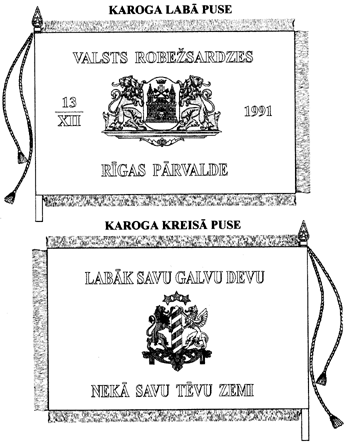 KAROGA LABĀ PUSE
VALSTS ROBEŽSARDZES
13
XII
1991
RĪGAS PĀRVALDE
KAROGA KREISĀ PUSE
LABĀK SAVU GALVU DEVU
NEKĀ SAVU TĒVU ZEMI